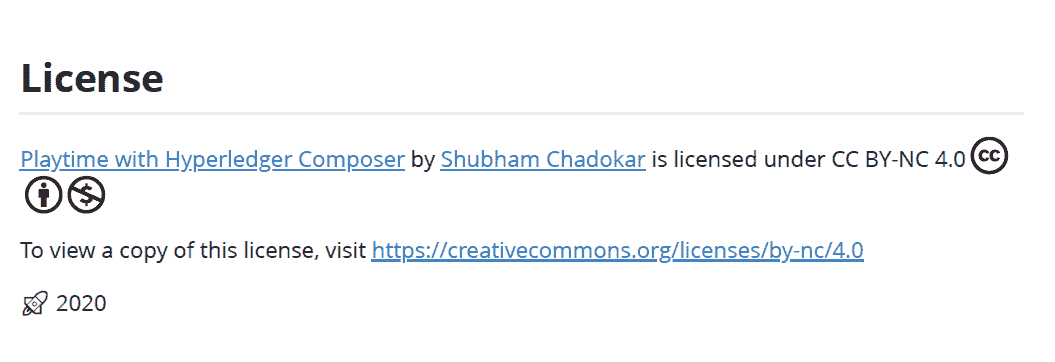 License
Playtime with Hyperledger Composer by Shubham Chadokar is licensed under CC BY-NC 4.0 cc
$
To view a copy of this license, visit https://creativecommons.org/licenses/by-nc/4.0
2020